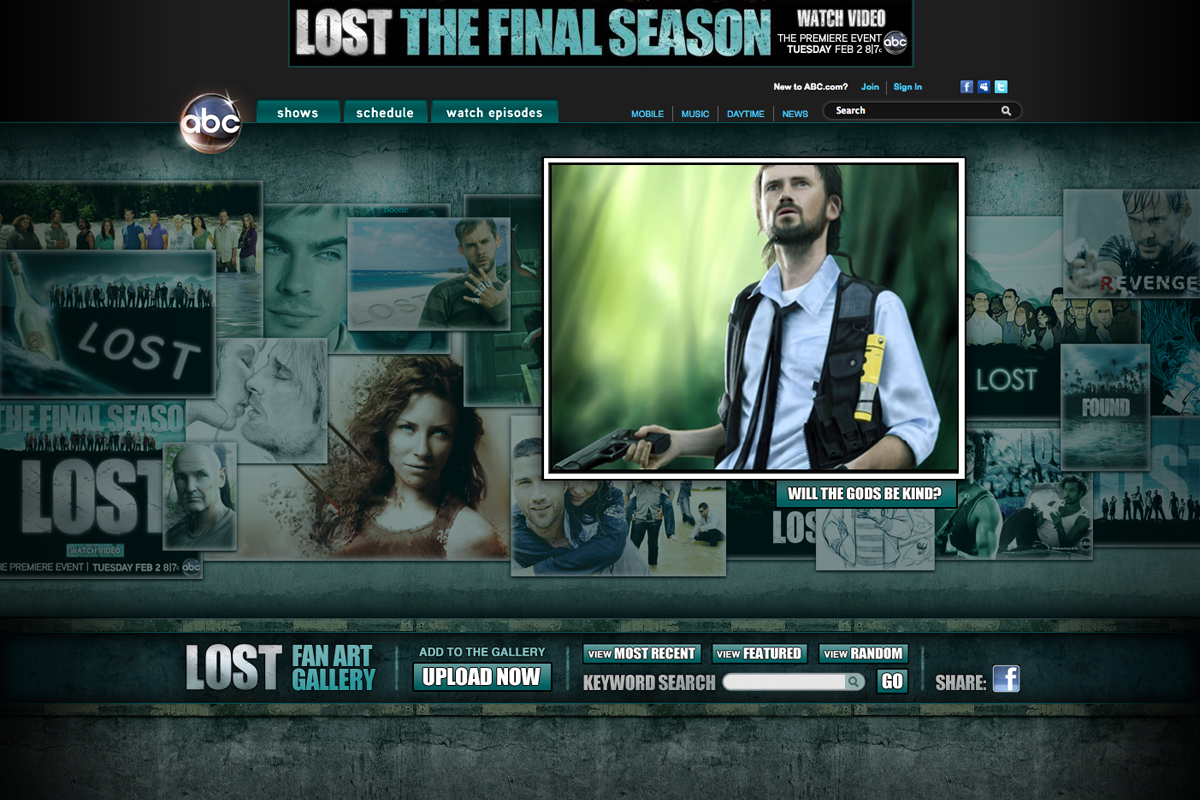 LOST THE FINAL SEASON
WATCH VIDEO
THE PREMIERE EVENT
TUESDAY FEB 2 8|7c
abc
New to ABC.com? Join Sign In
abc
shows
schedule
watch episodes
MOBILE
MUSIC
DAYTIME
NEWS
Search
BOONE
LOST
LOST
REVENGE
LOST
FOUND
THE FINAL SEASO
LOST
WATCH VIDEO
HE PREMIERE EVENT | TUESDAY FEB 2 8|7c abc
WILL THE GODS BE KIND?
LOS
LOST
FAN ART
GALLERY
ADD TO THE GALLERY
UPLOAD NOW
VIEW MOST RECENT
VIEW FEATURED
VIEW RANDOM
KEYWORD SEARCH
GO
SHARE: